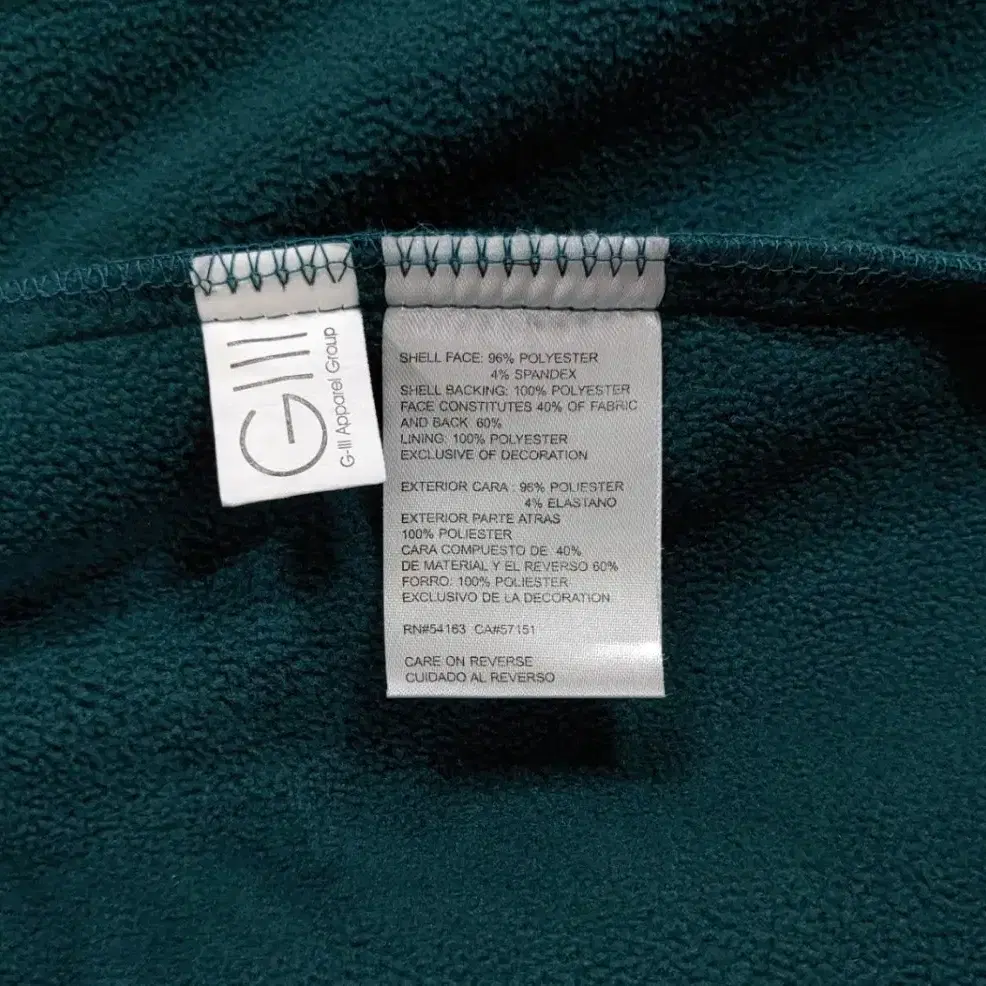 GIII
G-III Apparel Group
SHELL FACE: 96% POLYESTER
4% SPANDEX
SHELL BACKING: 100% POLYESTER
FACE CONSTITUTES 40% OF FABRIC
AND BACK 60%
LINING: 100% POLYESTER
EXCLUSIVE OF DECORATION
EXTERIOR CARA : 96% POLIESTER
4% ELASTANO
EXTERIOR PARTE ATRAS
100% POLIESTER
CARA COMPUESTO DE 40%
DE MATERIAL Y EL REVERSO 60%
FORRO: 100% POLIESTER
EXCLUSIVO DE LA DECORATION
RN#54163 CA#57151
CARE ON REVERSE
CUIDADO AL REVERSO